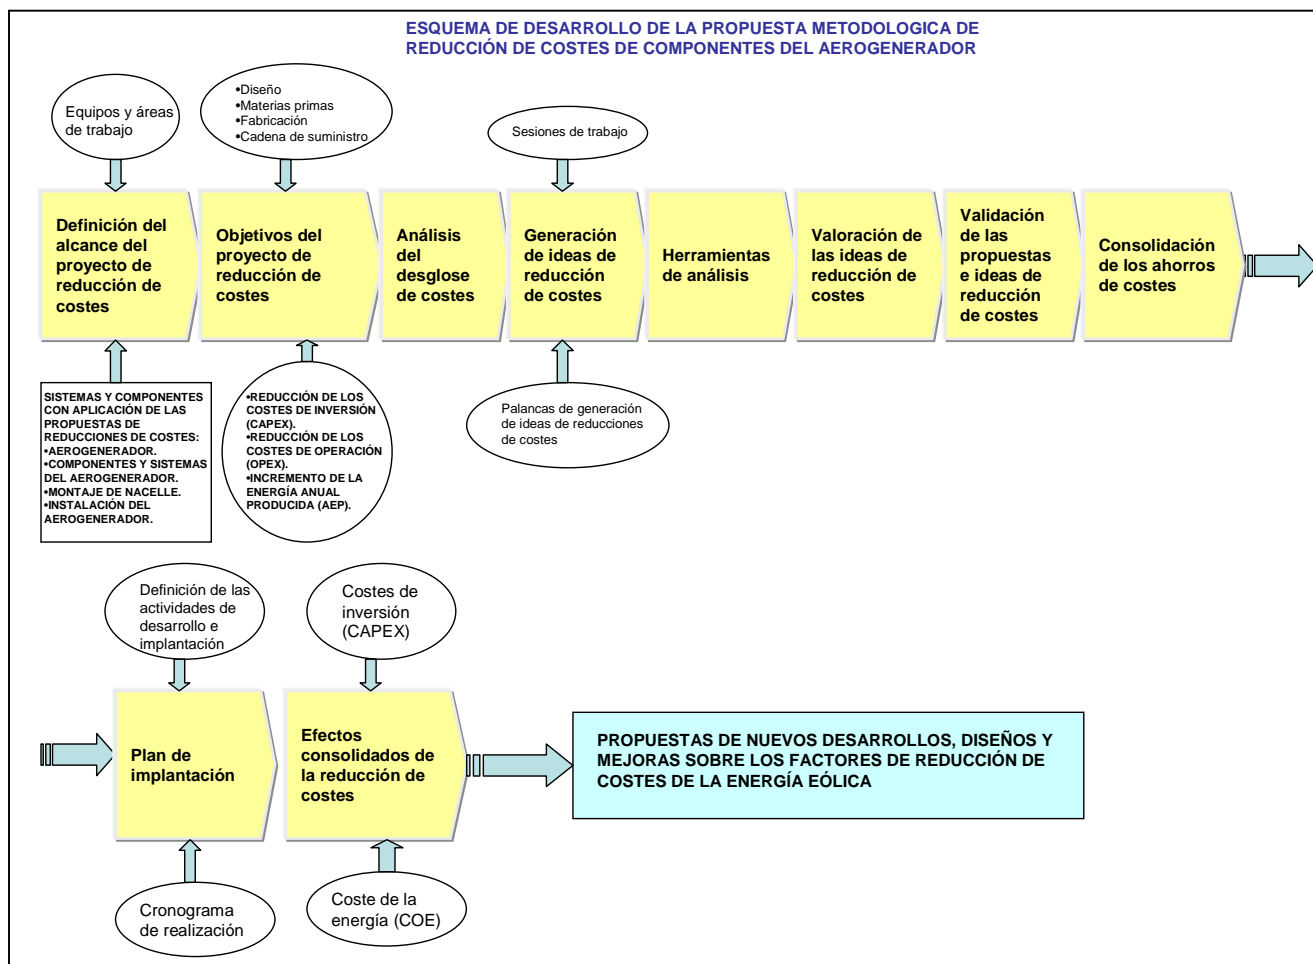 ESQUEMA DE DESARROLLO DE LA PROPUESTA METODOLOGICA DE
REDUCCIÓN DE COSTES DE COMPONENTES DEL AEROGENERADOR
Equipos y áreas
de trabajo
•Diseño
•Materias primas
•Fabricación
•Cadena de suministro
Sesiones de trabajo
Definición del
alcance del
proyecto de
reducción de
costes
Objetivos del
proyecto de
reducción de
costes
Análisis
del
desglose
de costes
Generación
de ideas de
reducción
de costes
Herramientas
de análisis
Valoración de
las ideas de
reducción de
costes
Validación
de las
propuestas
e ideas de
reducción
de costes
Consolidación
de los ahorros
de costes
SISTEMAS Y COMPONENTES
CON APLICACIÓN DE LAS
PROPUESTAS DE
REDUCCIONES DE COSTES:
•AEROGENERADOR.
•COMPONENTES Y SISTEMAS
DEL AEROGENERADOR.
•MONTAJE DE NACELLE.
•INSTALACIÓN DEL
AEROGENERADOR.
•REDUCCIÓN DE LOS
COSTES DE INVERSIÓN
(CAPEX).
•REDUCCIÓN DE LOS
COSTES DE OPERACIÓN
(OPEX).
•INCREMENTO DE LA
ENERGÍA ANUAL
PRODUCIDA (AEP).
Palancas de generación
de ideas de reducciones
de costes
Definición de las
actividades de
desarrollo e
implantación
Costes de
inversión
(CAPEX)
Plan de
implantación
Efectos
consolidados de
la reducción de
costes
PROPUESTAS DE NUEVOS DESARROLLOS, DISEÑOS Y
MEJORAS SOBRE LOS FACTORES DE REDUCCIÓN DE
COSTES DE LA ENERGÍA EÓLICA
Cronograma
de realización
Coste de la
energía (COE)